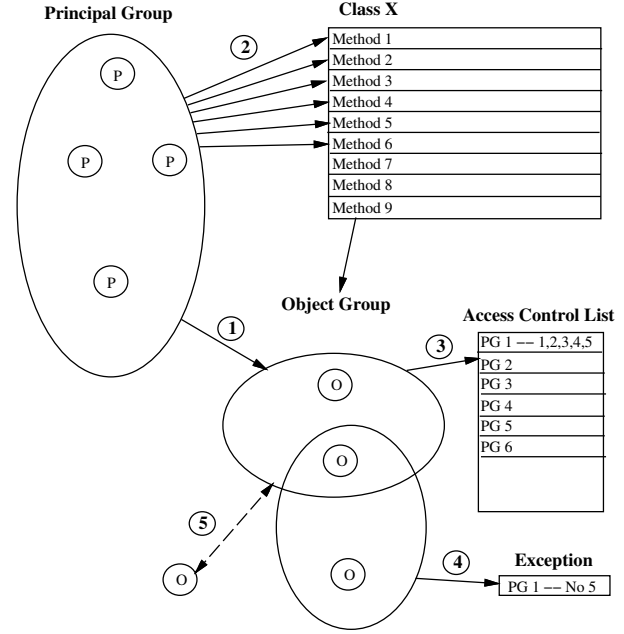 Principal Group
Class X
2
Method 1
Method 2
Method 3
Method 4
Method 5
Method 6
Method 7
Method 8
Method 9
P
P
P
P
1
Object Group
3
Access Control List
PG 1 −− 1,2,3,4,5
PG 2
PG 3
PG 4
PG 5
PG 6
O
O
5
O
O
4
Exception
PG 1 −− No 5